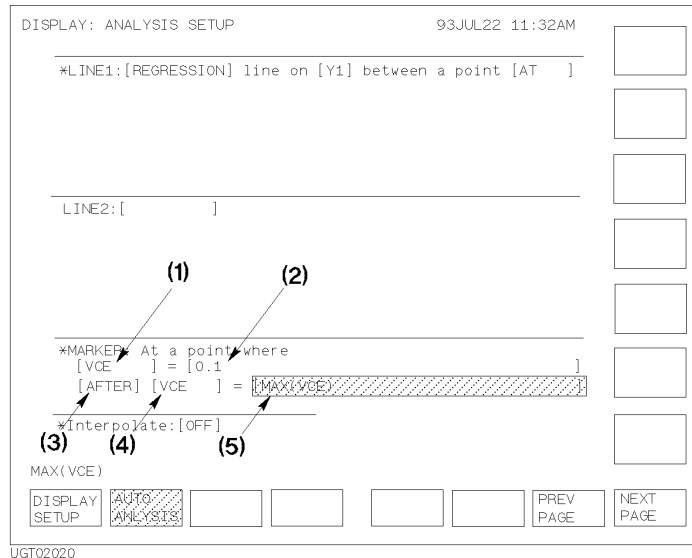 DISPLAY: ANALYSIS SETUP 93JUL22 11:32AM
*LINE1:[REGRESSION] line on [Y1] between a point [AT ]
LINE2:[ ]
(1) (2)
*MARKER: At a point where
[VCE ] = [0.1 ]
[AFTER] [VCE ] = [MAX(VCE) ]
*Interpolate:[OFF]
(3) (4) (5)
MAX(VCE)
DISPLAY SETUP
AUTO ANLYSIS
PREV PAGE
NEXT PAGE
UGT02020